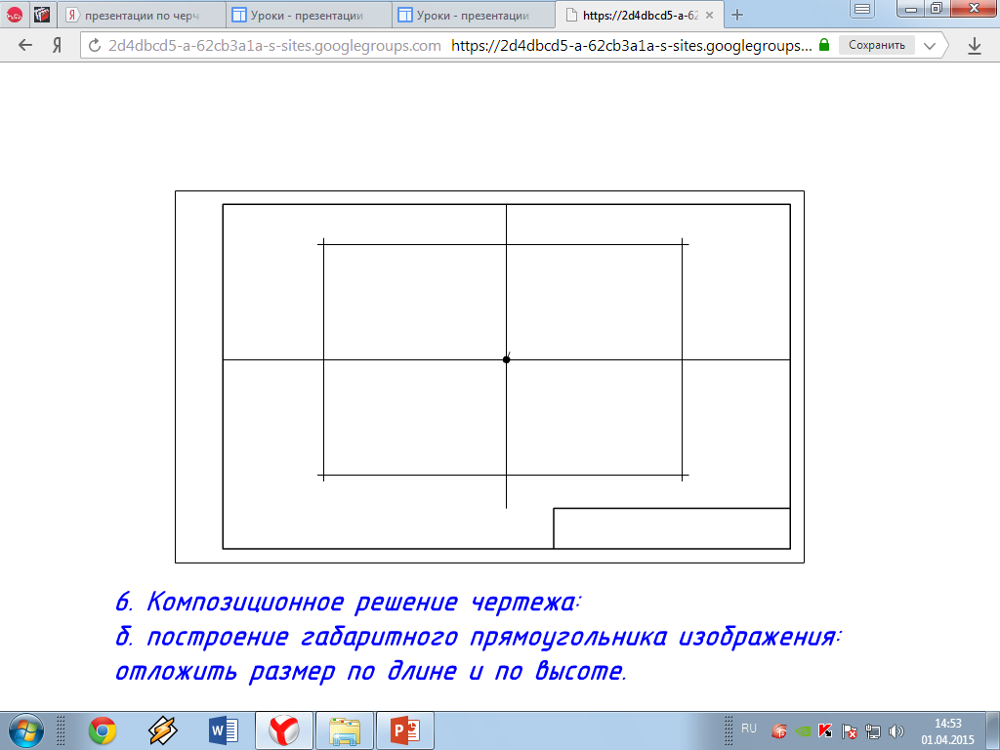 презентации по черч
Уроки - презентации
Уроки - презентации
https://2d4dbcd5-a-62
2d4dbcd5-a-62cb3a1a-s-sites.googlegroups.com https://2d4dbcd5-a-62cb3a1a-s-sites.googlegroups... Сохранить
6. Композиционное решение чертежа:
б. построение габаритного прямоугольника изображения:
отложить размер по длине и по высоте.
RU
14:53
01.04.2015